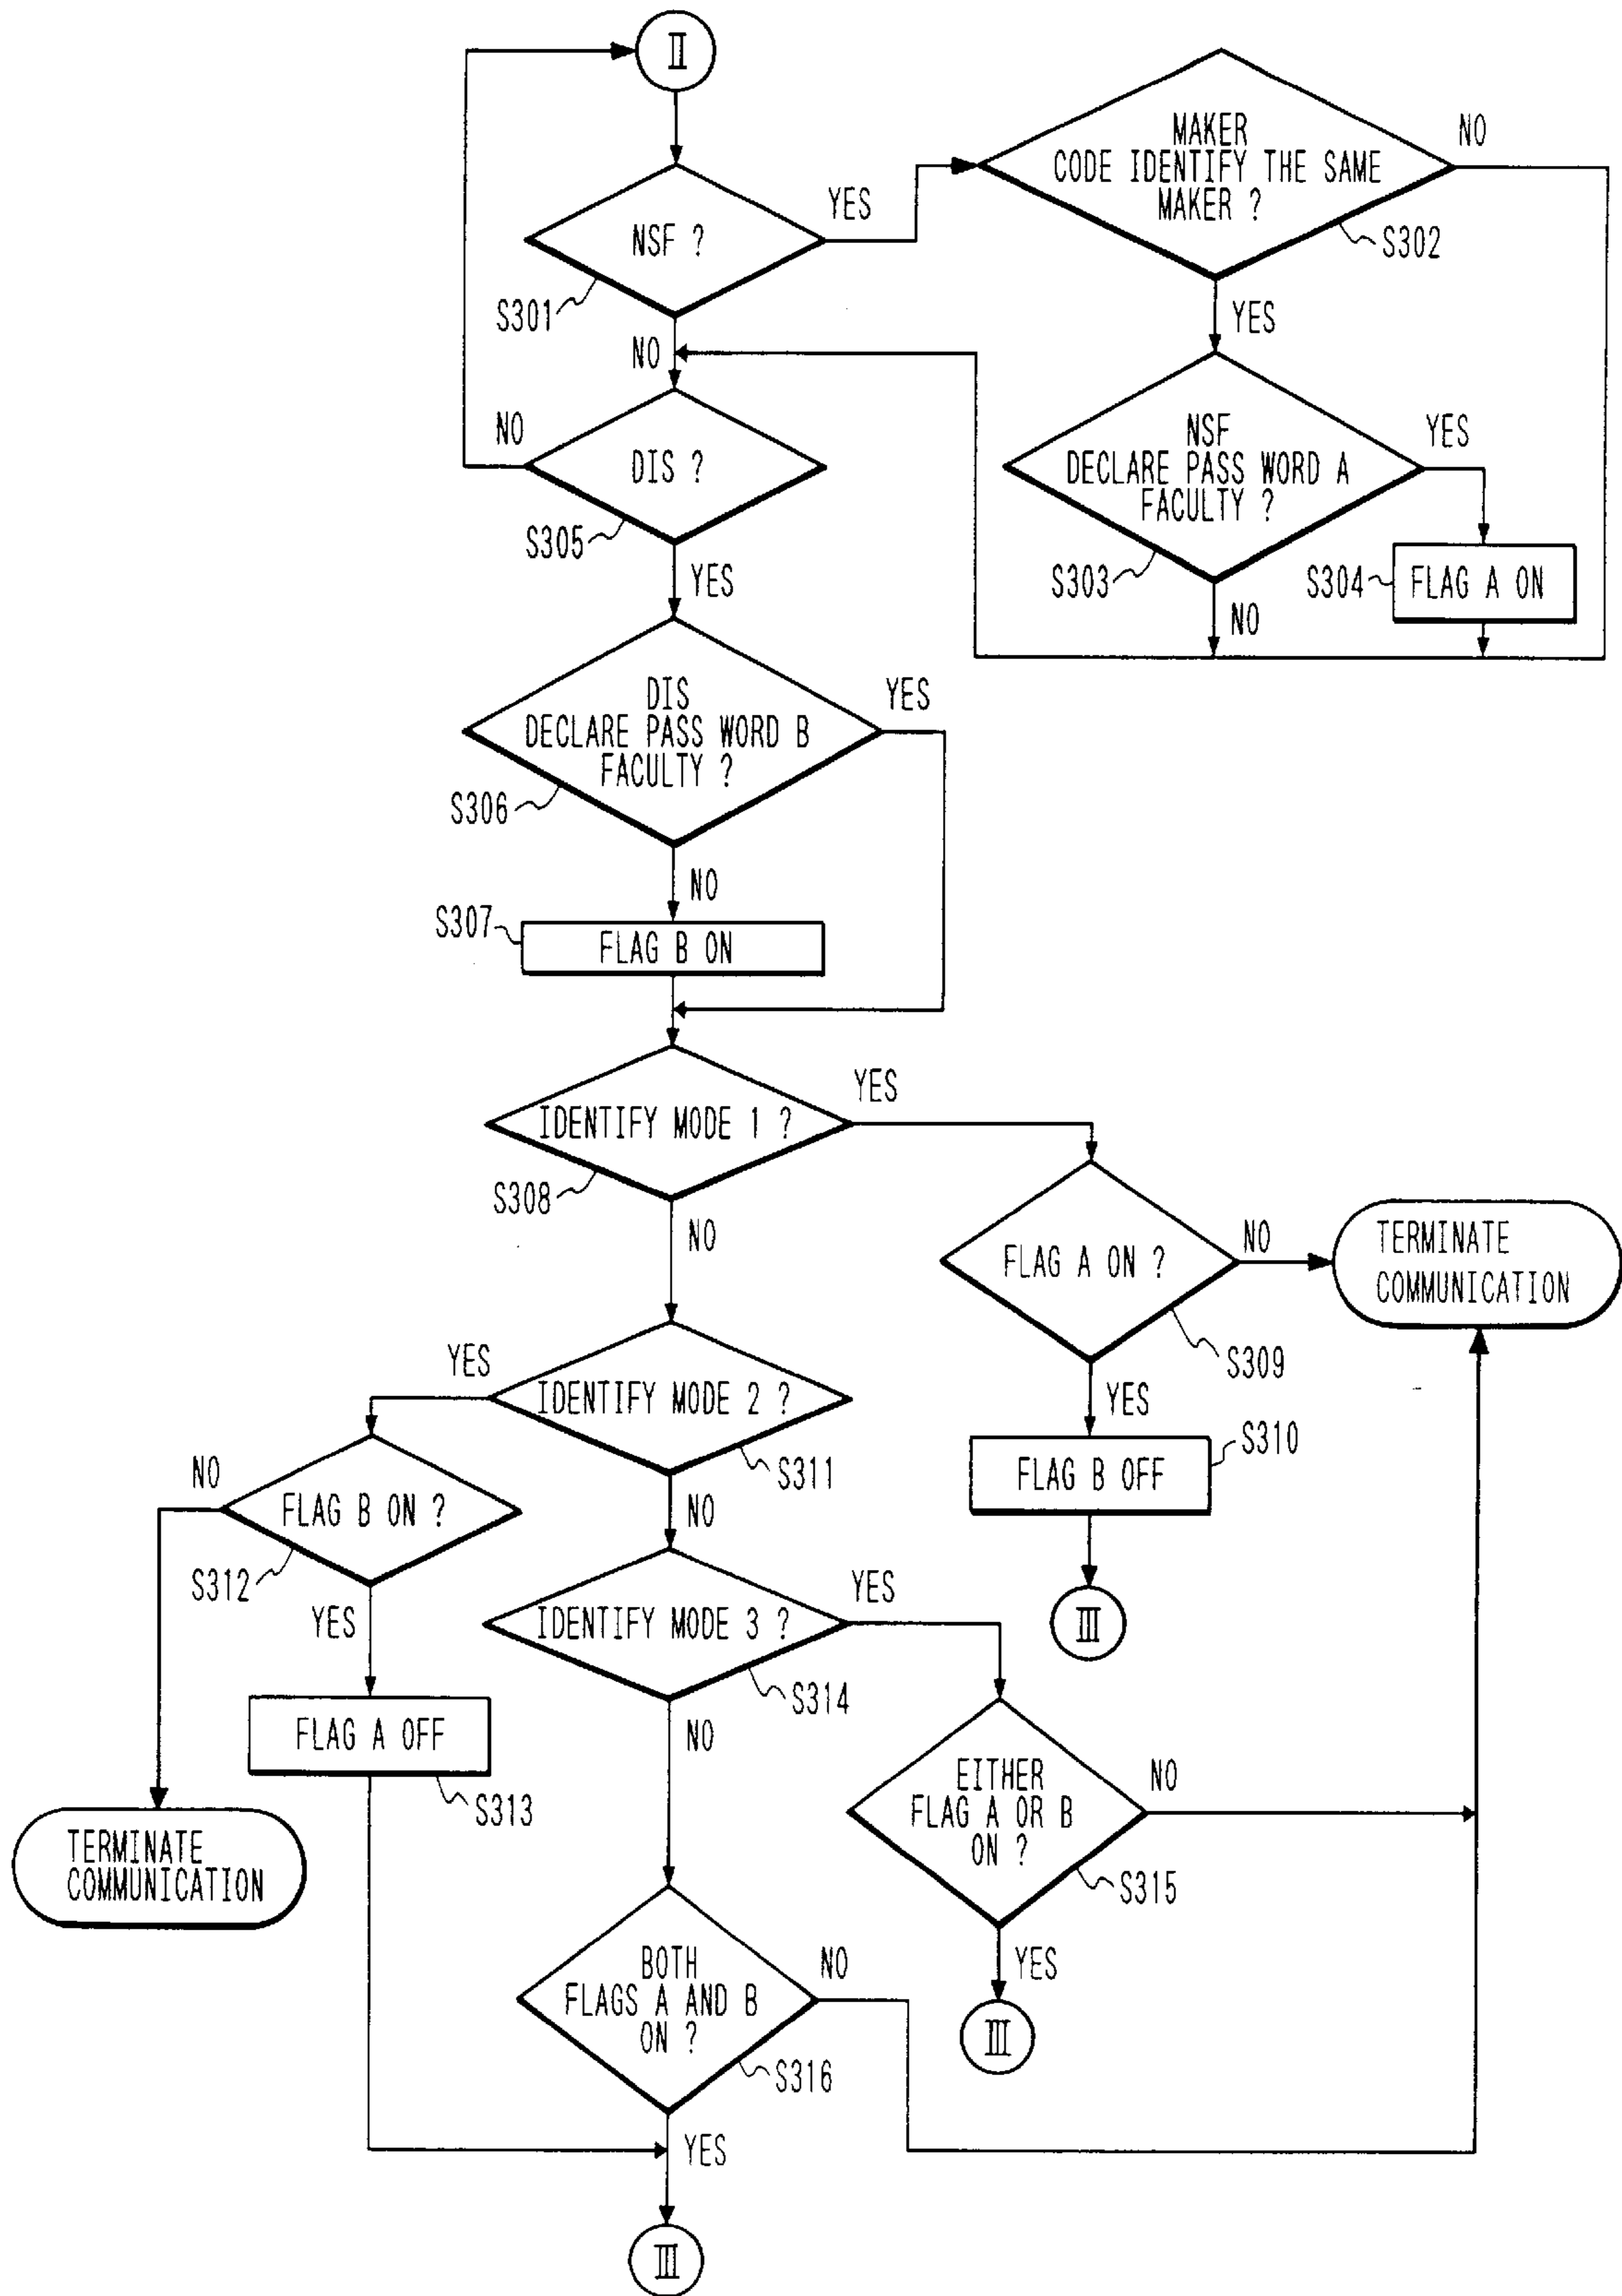 II
NSF ?
YES
S301
NO
MAKER
CODE IDENTIFY THE SAME
MAKER ?
NO
S302
YES
NSF
DECLARE PASS WORD A
FACULTY ?
YES
S303
NO
S304
FLAG A ON
DIS ?
NO
S305
YES
DIS
DECLARE PASS WORD B
FACULTY ?
YES
S306
NO
S307
FLAG B ON
IDENTIFY MODE 1 ?
YES
S308
NO
FLAG A ON ?
NO
TERMINATE
COMMUNICATION
S309
YES
S310
FLAG B OFF
III
IDENTIFY MODE 2 ?
YES
S311
NO
FLAG B ON ?
NO
S312
YES
FLAG A OFF
S313
TERMINATE
COMMUNICATION
IDENTIFY MODE 3 ?
YES
S314
NO
EITHER
FLAG A OR B
ON ?
NO
S315
YES
III
BOTH
FLAGS A AND B
ON ?
NO
S316
YES
III